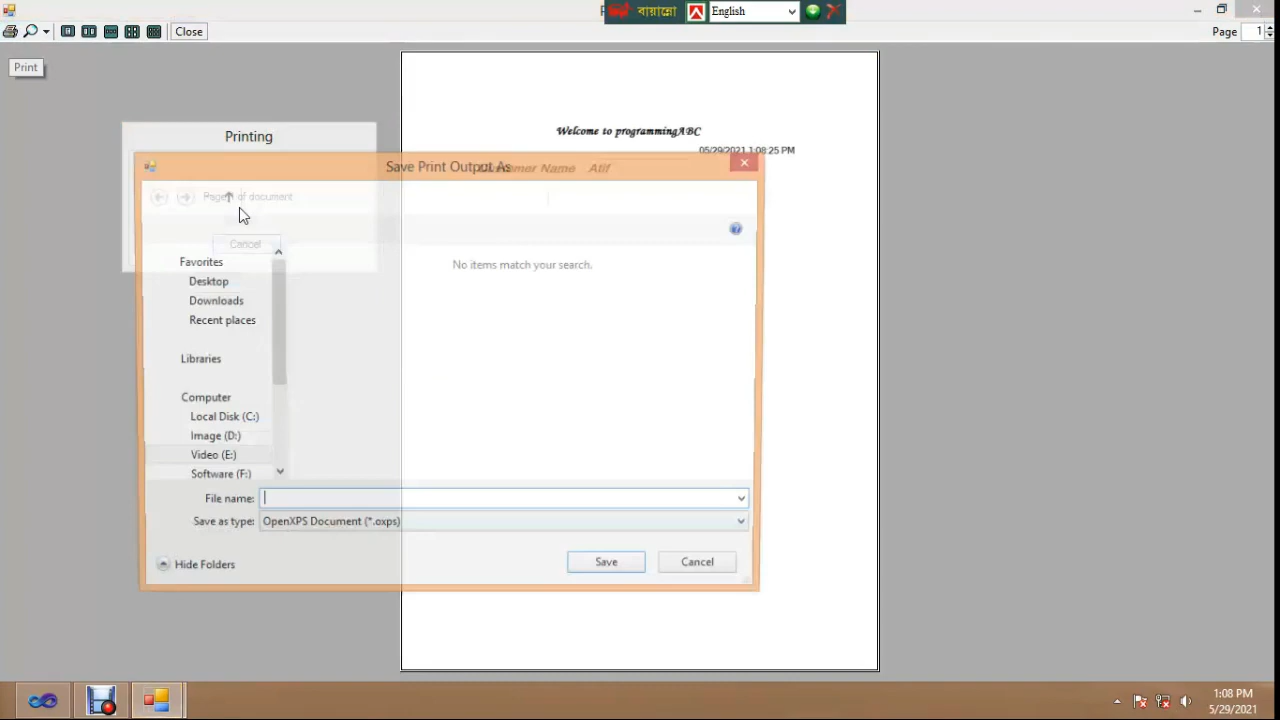 বায়ান্নো
English
Close
Page 1
Print
Printing
Welcome to programmingABC
05/29/2021 1:08:25 PM
Save Print Output As
Name Atif
of document
Cancel
No items match your search.
Favorites
Desktop
Downloads
Recent places
Libraries
Computer
Local Disk (C:)
Image (D:)
Video (E:)
Software (F:)
File name:
Save as type: OpenXPS Document (*.oxps)
Hide Folders
Save
Cancel
1:08 PM
5/29/2021